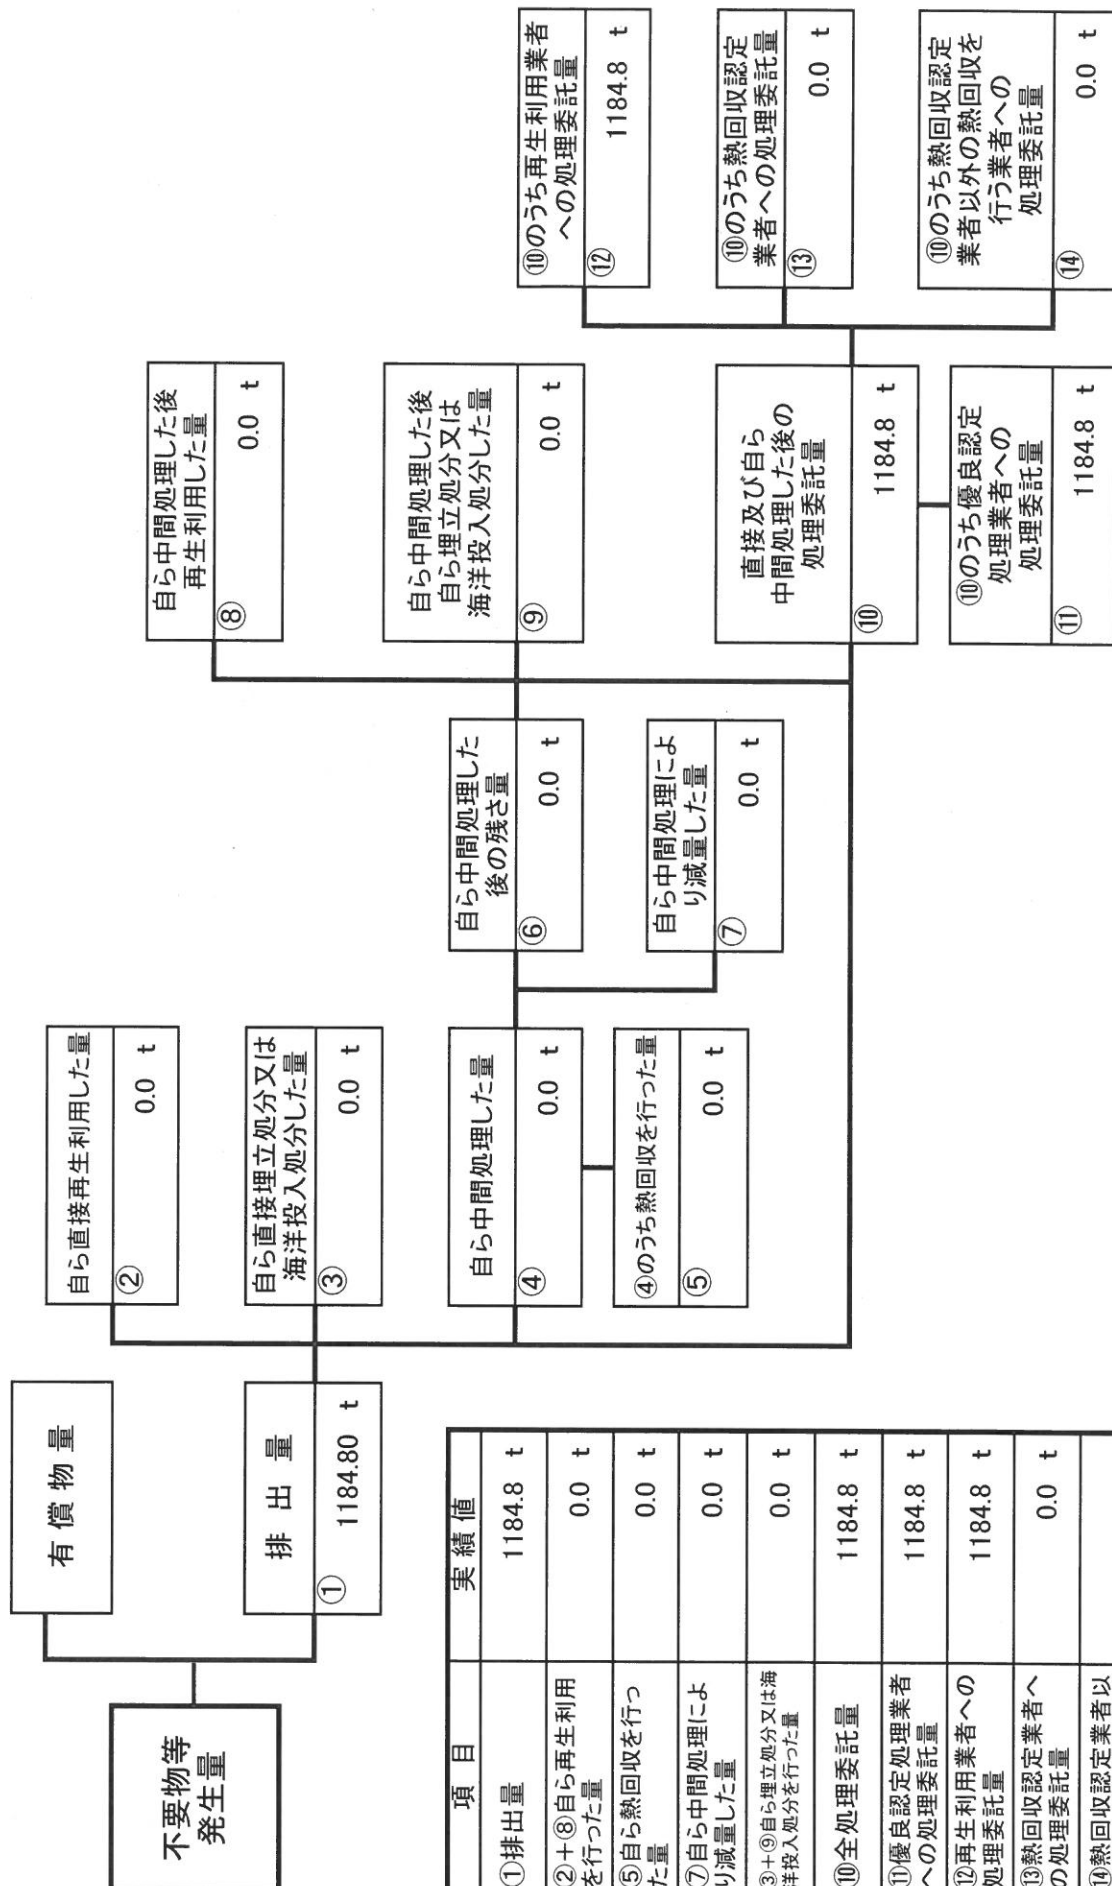 不要物等
発生量
有 償 物 量
排 出 量
① 1184.80 t
自ら直接再生利用した量
② 0.0 t
自ら直接埋立処分又は
海洋投入処分した量
③ 0.0 t
自ら中間処理した量
④ 0.0 t
④のうち熱回収を行った量
⑤ 0.0 t
自ら中間処理した
後の残さ量
⑥ 0.0 t
自ら中間処理によ
り減量した量
⑦ 0.0 t
自ら中間処理した後
再生利用した量
⑧ 0.0 t
自ら中間処理した後
自ら埋立処分又は
海洋投入処分した量
⑨ 0.0 t
直接及び自ら
中間処理した後の
処理委託量
⑩ 1184.8 t
⑩のうち優良認定
処理業者への
処理委託量
⑪ 1184.8 t
⑩のうち再生利用業者
への処理委託量
⑫ 1184.8 t
⑩のうち熱回収認定
業者への処理委託量
⑬ 0.0 t
⑩のうち熱回収認定
業者以外の熱回収を
行う業者への
処理委託量
⑭ 0.0 t
項 目 実 績 値
①排出量 1184.8 t
②+⑧自ら再生利用
を行った量 0.0 t
⑤自ら熱回収を行っ
た量 0.0 t
⑦自ら中間処理によ
り減量した量 0.0 t
③+⑨自ら埋立処分又は海
洋投入処分を行った量 0.0 t
⑩全処理委託量 1184.8 t
⑪優良認定処理業者
への処理委託量 1184.8 t
⑫再生利用業者への
処理委託量 1184.8 t
⑬熱回収認定業者へ
の処理委託量 0.0 t
⑭熱回収認定業者以